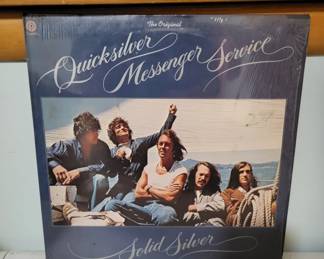 The Original
Quicksilver
Messenger Service
Solid Silver